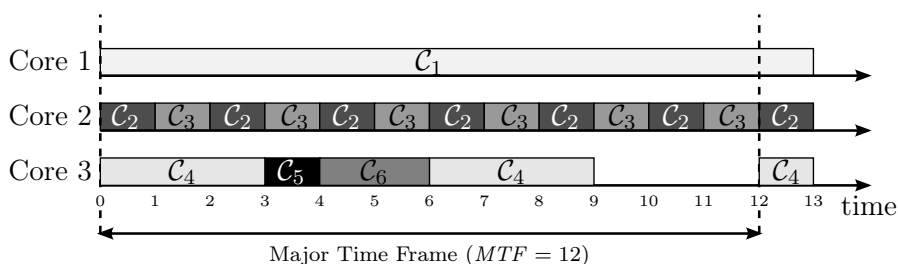 Core 1 𝒞₁
Core 2 𝒞₂ 𝒞₃ 𝒞₂ 𝒞₃ 𝒞₂ 𝒞₃ 𝒞₂ 𝒞₃ 𝒞₂ 𝒞₃ 𝒞₂ 𝒞₃ 𝒞₂
Core 3 𝒞₄ 𝒞₅ 𝒞₆ 𝒞₄ 𝒞₄
0 1 2 3 4 5 6 7 8 9 10 11 12 13 time
Major Time Frame (MTF = 12)